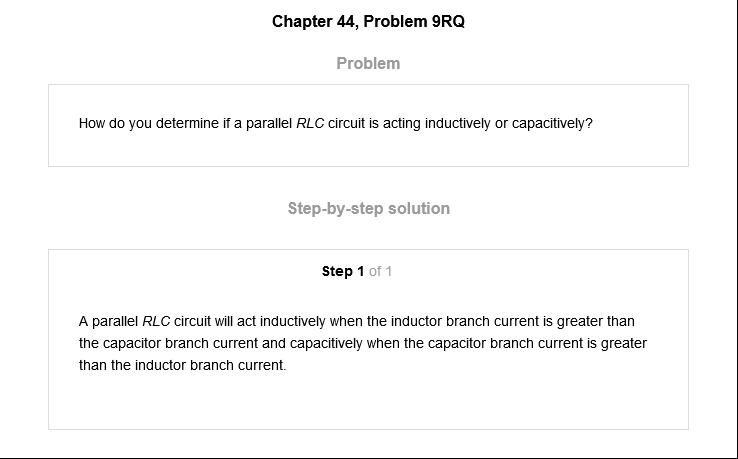 Chapter 44, Problem 9RQ
Problem
How do you determine if a parallel RLC circuit is acting inductively or capacitively?
Step-by-step solution
Step 1 of 1
A parallel RLC circuit will act inductively when the inductor branch current is greater than
the capacitor branch current and capacitively when the capacitor branch current is greater
than the inductor branch current.